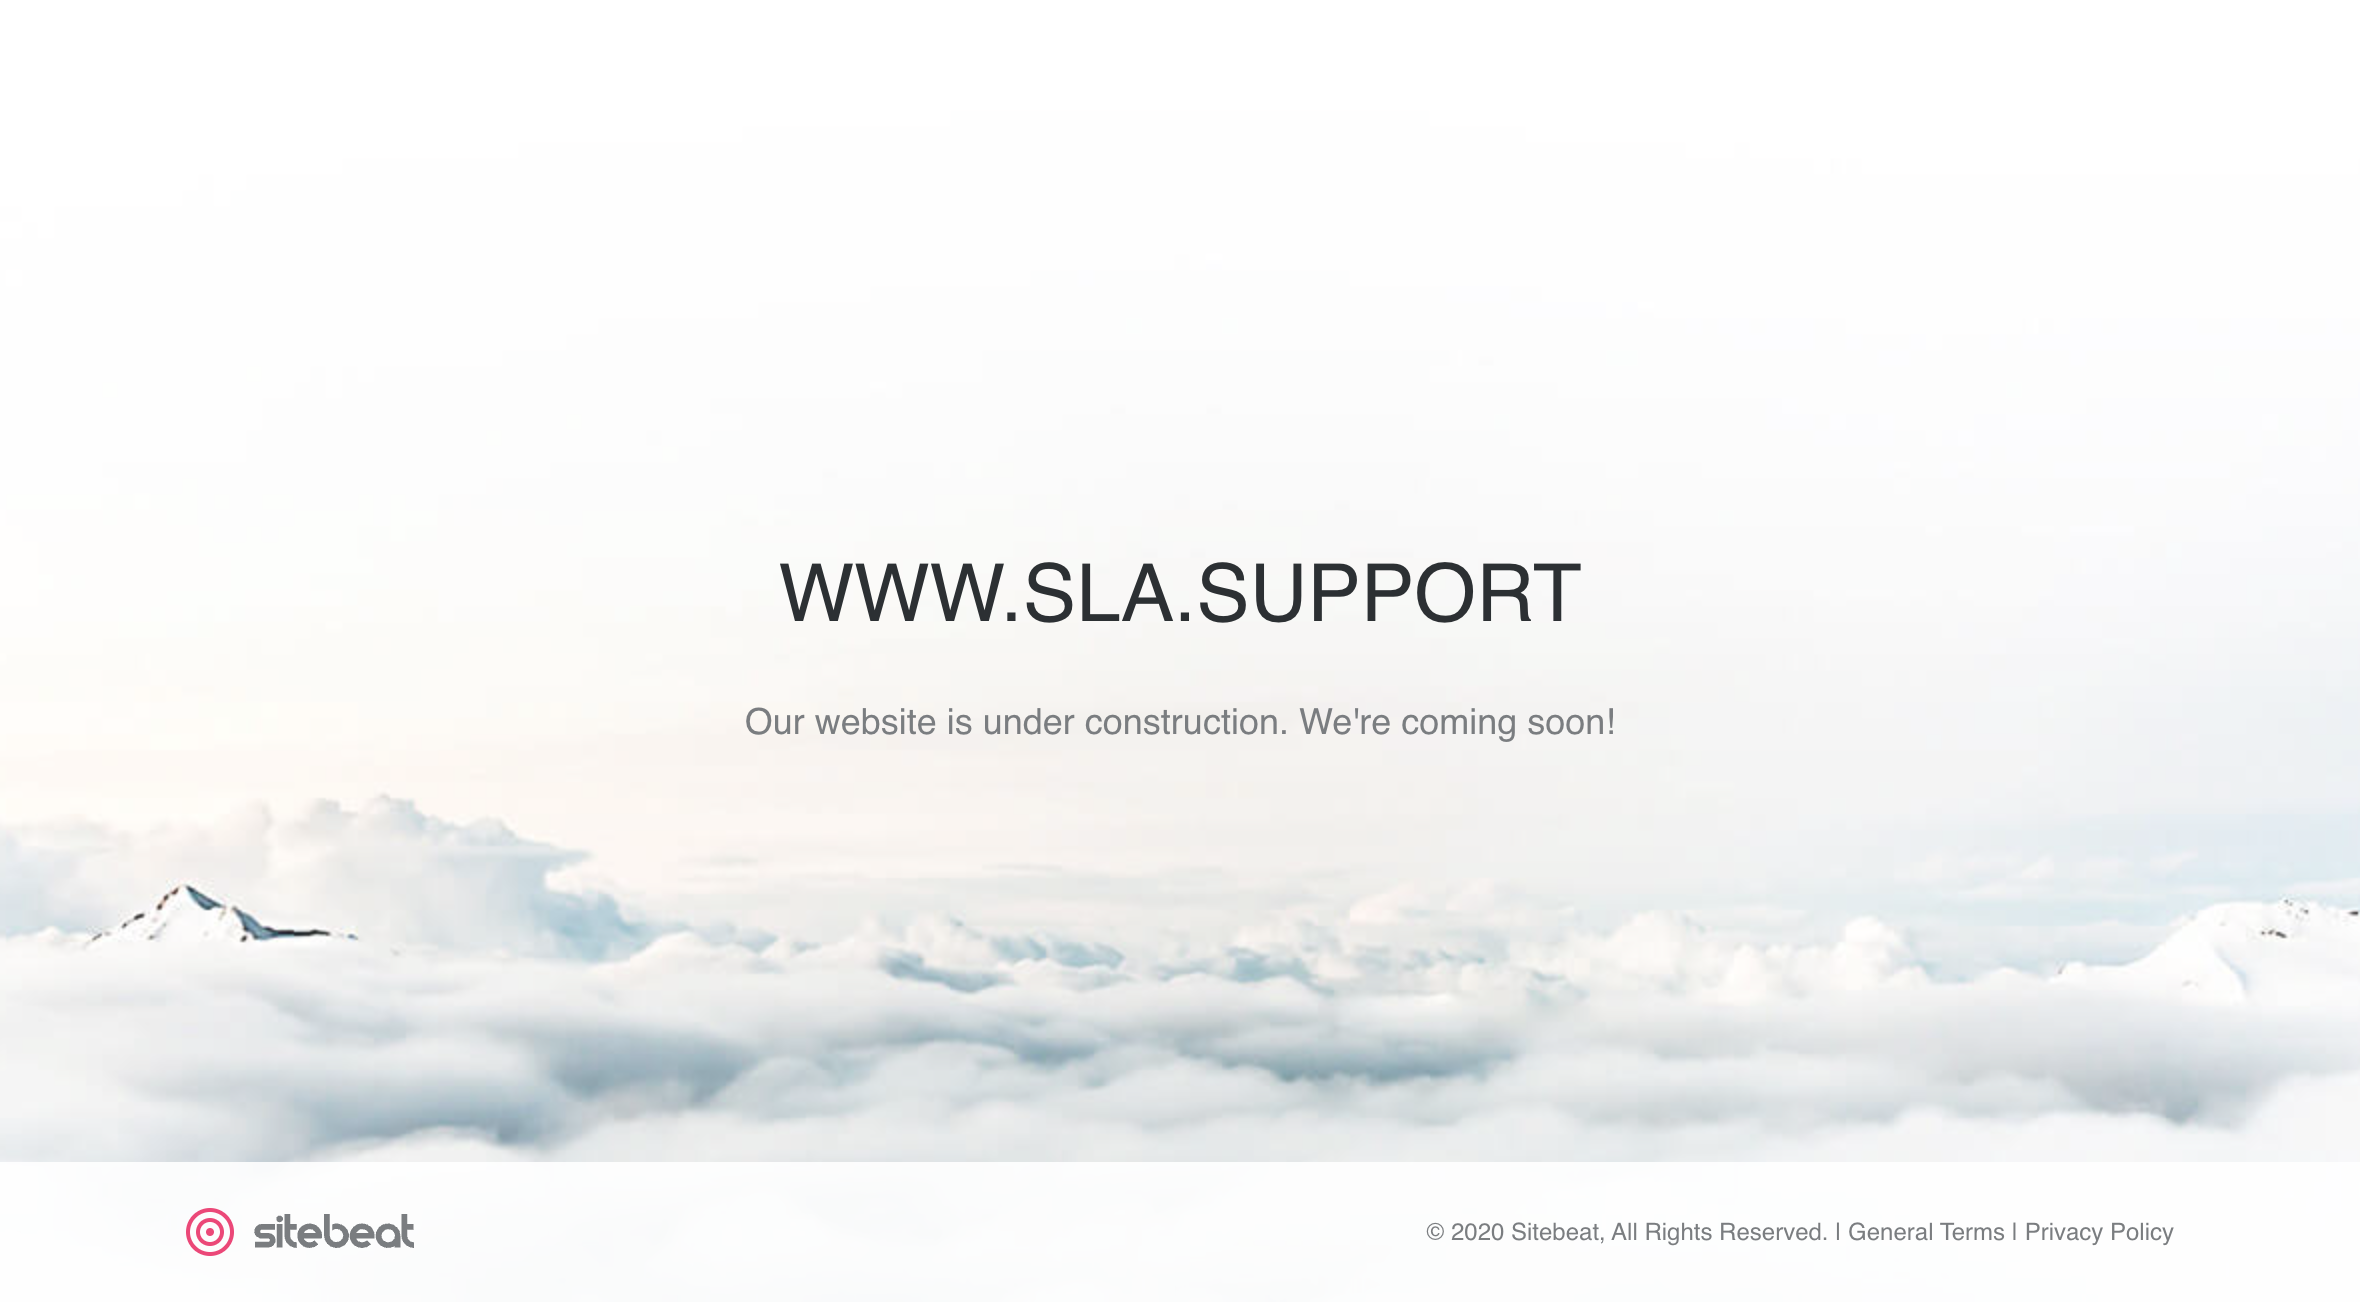 WWW.SLA.SUPPORT
Our website is under construction. We're coming soon!
sitebeat
© 2020 Sitebeat, All Rights Reserved. | General Terms | Privacy Policy